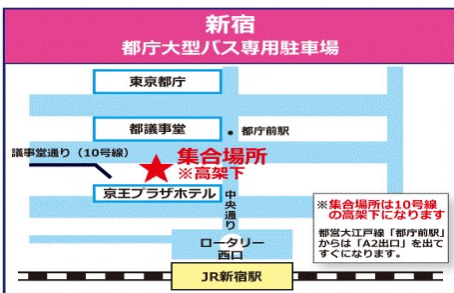 新宿
都庁大型バス専用駐車場
東京都庁
都議事堂
都庁前駅
議事堂通り(10号線)
集合場所
※高架下
京王プラザホテル
中央通り
※集合場所は10号線
の高架下になります
都営大江戸線「都庁前駅」
からは「A2出口」を出て
すぐになります。
ロータリー
西口
JR新宿駅